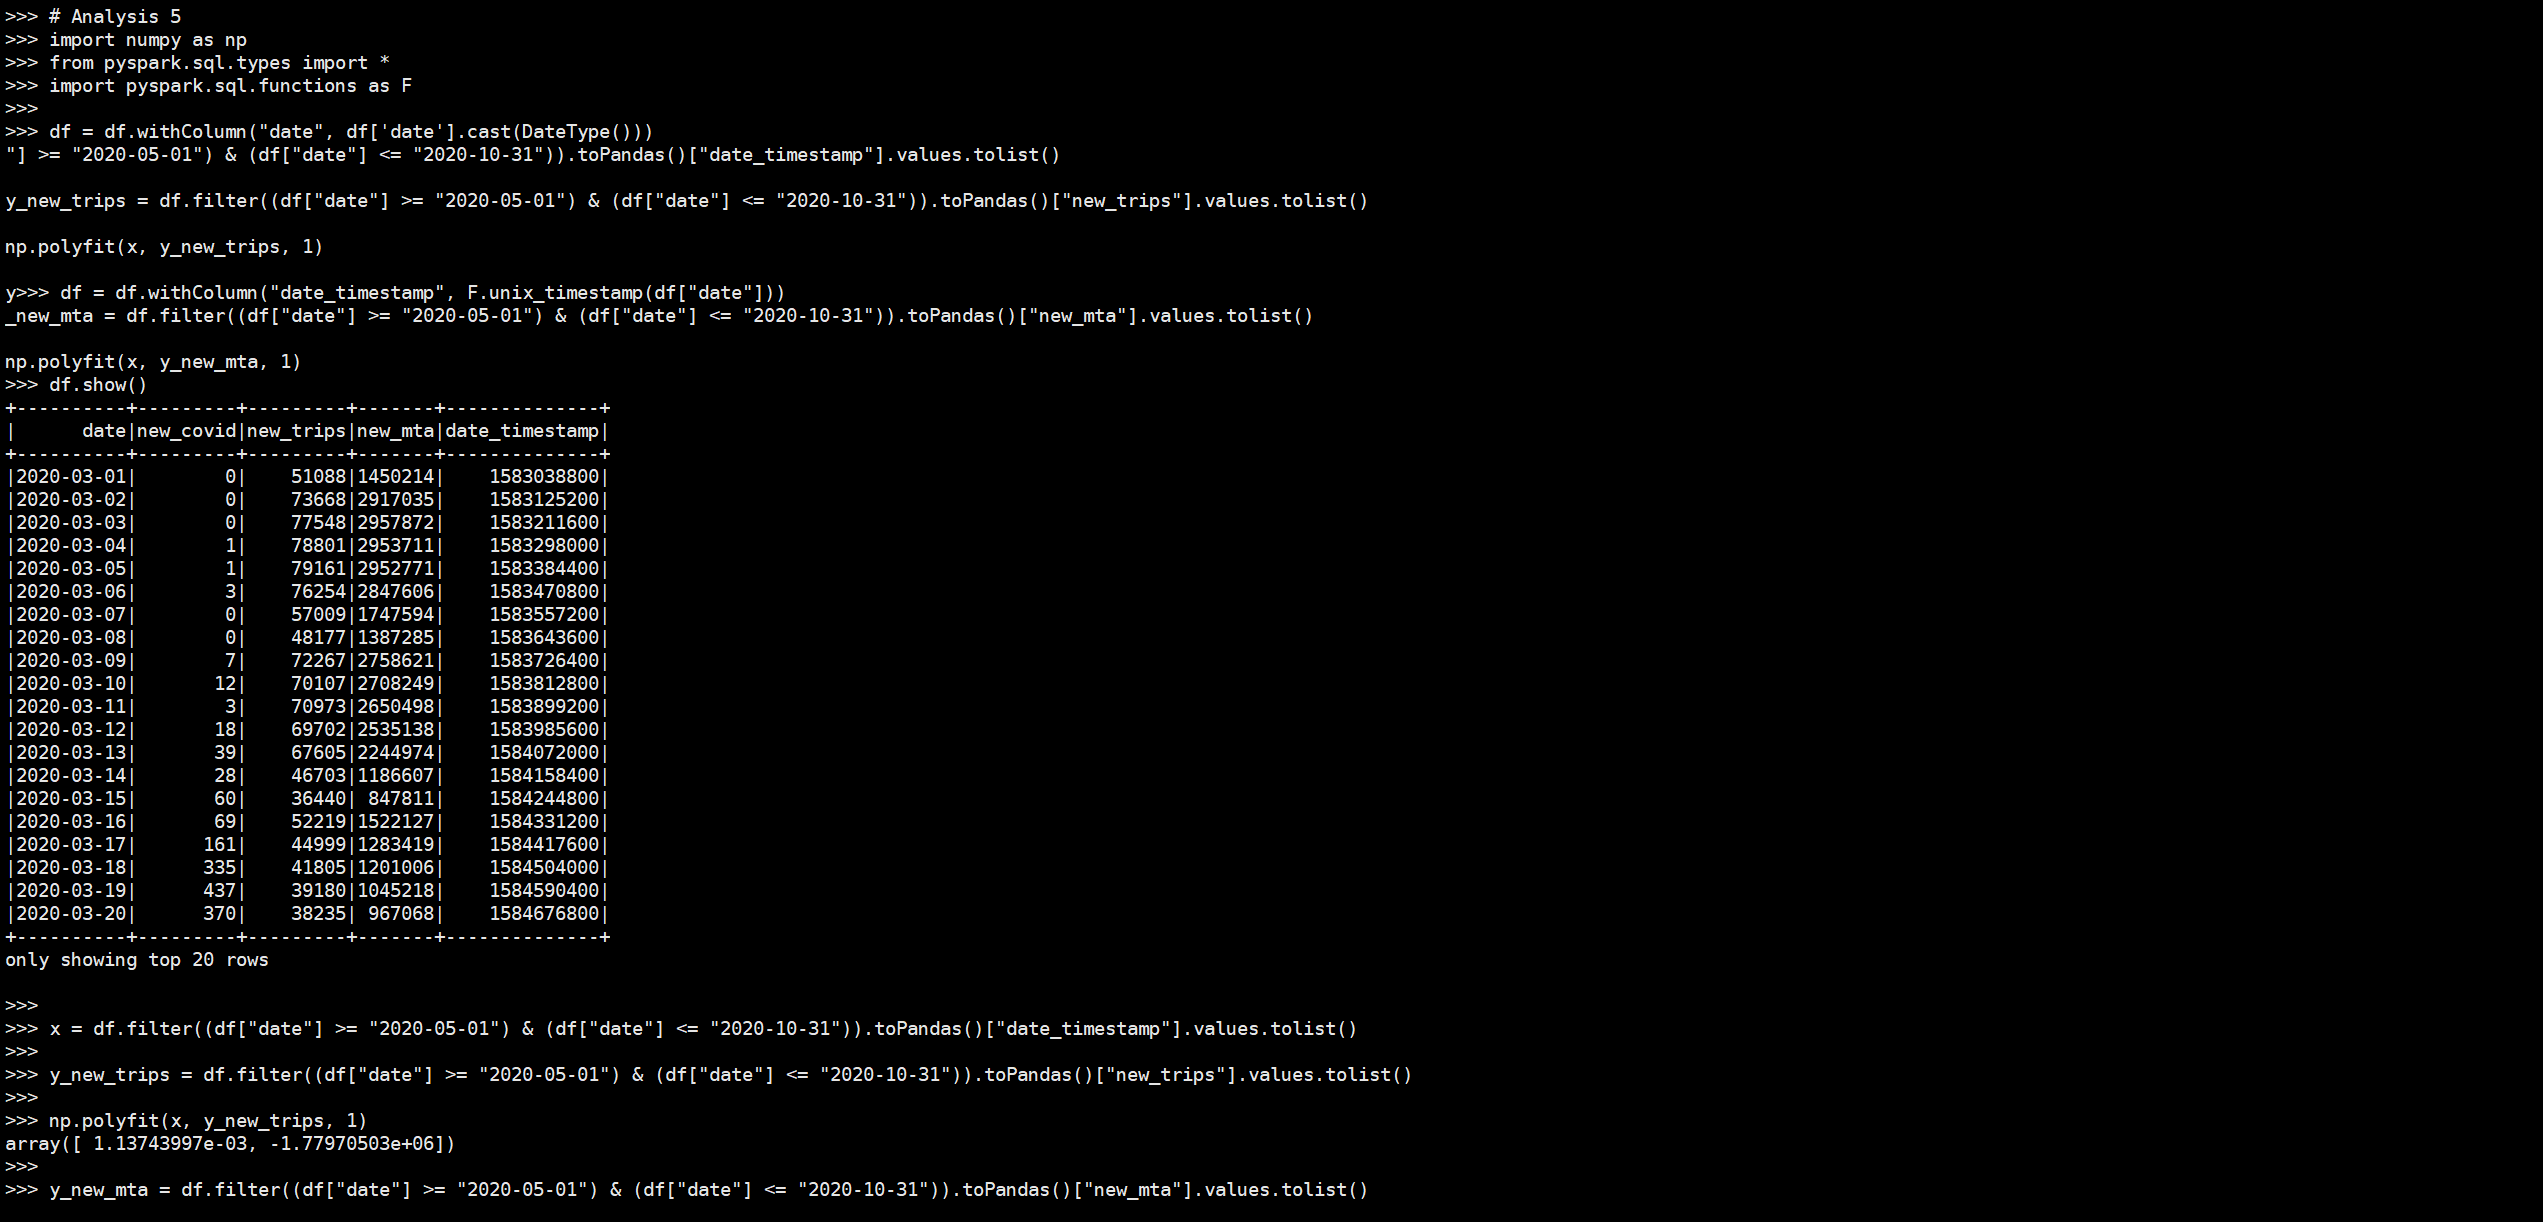 >>> # Analysis 5
>>> import numpy as np
>>> from pyspark.sql.types import *
>>> import pyspark.sql.functions as F
>>>
>>> df = df.withColumn("date", df['date'].cast(DateType()))
"] >= "2020-05-01") & (df["date"] <= "2020-10-31")).toPandas()["date_timestamp"].values.tolist()

y_new_trips = df.filter((df["date"] >= "2020-05-01") & (df["date"] <= "2020-10-31")).toPandas()["new_trips"].values.tolist()

np.polyfit(x, y_new_trips, 1)

y>>> df = df.withColumn("date_timestamp", F.unix_timestamp(df["date"]))
_new_mta = df.filter((df["date"] >= "2020-05-01") & (df["date"] <= "2020-10-31")).toPandas()["new_mta"].values.tolist()

np.polyfit(x, y_new_mta, 1)
>>> df.show()
+----------+---------+---------+-------+--------------+
|      date|new_covid|new_trips|new_mta|date_timestamp|
+----------+---------+---------+-------+--------------+
|2020-03-01|        0|    51088|1450214|    1583038800|
|2020-03-02|        0|    73668|2917035|    1583125200|
|2020-03-03|        0|    77548|2957872|    1583211600|
|2020-03-04|        1|    78801|2953711|    1583298000|
|2020-03-05|        1|    79161|2952771|    1583384400|
|2020-03-06|        3|    76254|2847606|    1583470800|
|2020-03-07|        0|    57009|1747594|    1583557200|
|2020-03-08|        0|    48177|1387285|    1583643600|
|2020-03-09|        7|    72267|2758621|    1583726400|
|2020-03-10|       12|    70107|2708249|    1583812800|
|2020-03-11|        3|    70973|2650498|    1583899200|
|2020-03-12|       18|    69702|2535138|    1583985600|
|2020-03-13|       39|    67605|2244974|    1584072000|
|2020-03-14|       28|    46703|1186607|    1584158400|
|2020-03-15|       60|    36440| 847811|    1584244800|
|2020-03-16|       69|    52219|1522127|    1584331200|
|2020-03-17|      161|    44999|1283419|    1584417600|
|2020-03-18|      335|    41805|1201006|    1584504000|
|2020-03-19|      437|    39180|1045218|    1584590400|
|2020-03-20|      370|    38235| 967068|    1584676800|
+----------+---------+---------+-------+--------------+
only showing top 20 rows

>>>
>>> x = df.filter((df["date"] >= "2020-05-01") & (df["date"] <= "2020-10-31")).toPandas()["date_timestamp"].values.tolist()
>>>
>>> y_new_trips = df.filter((df["date"] >= "2020-05-01") & (df["date"] <= "2020-10-31")).toPandas()["new_trips"].values.tolist()
>>>
>>> np.polyfit(x, y_new_trips, 1)
array([ 1.13743997e-03, -1.77970503e+06])
>>>
>>> y_new_mta = df.filter((df["date"] >= "2020-05-01") & (df["date"] <= "2020-10-31")).toPandas()["new_mta"].values.tolist()